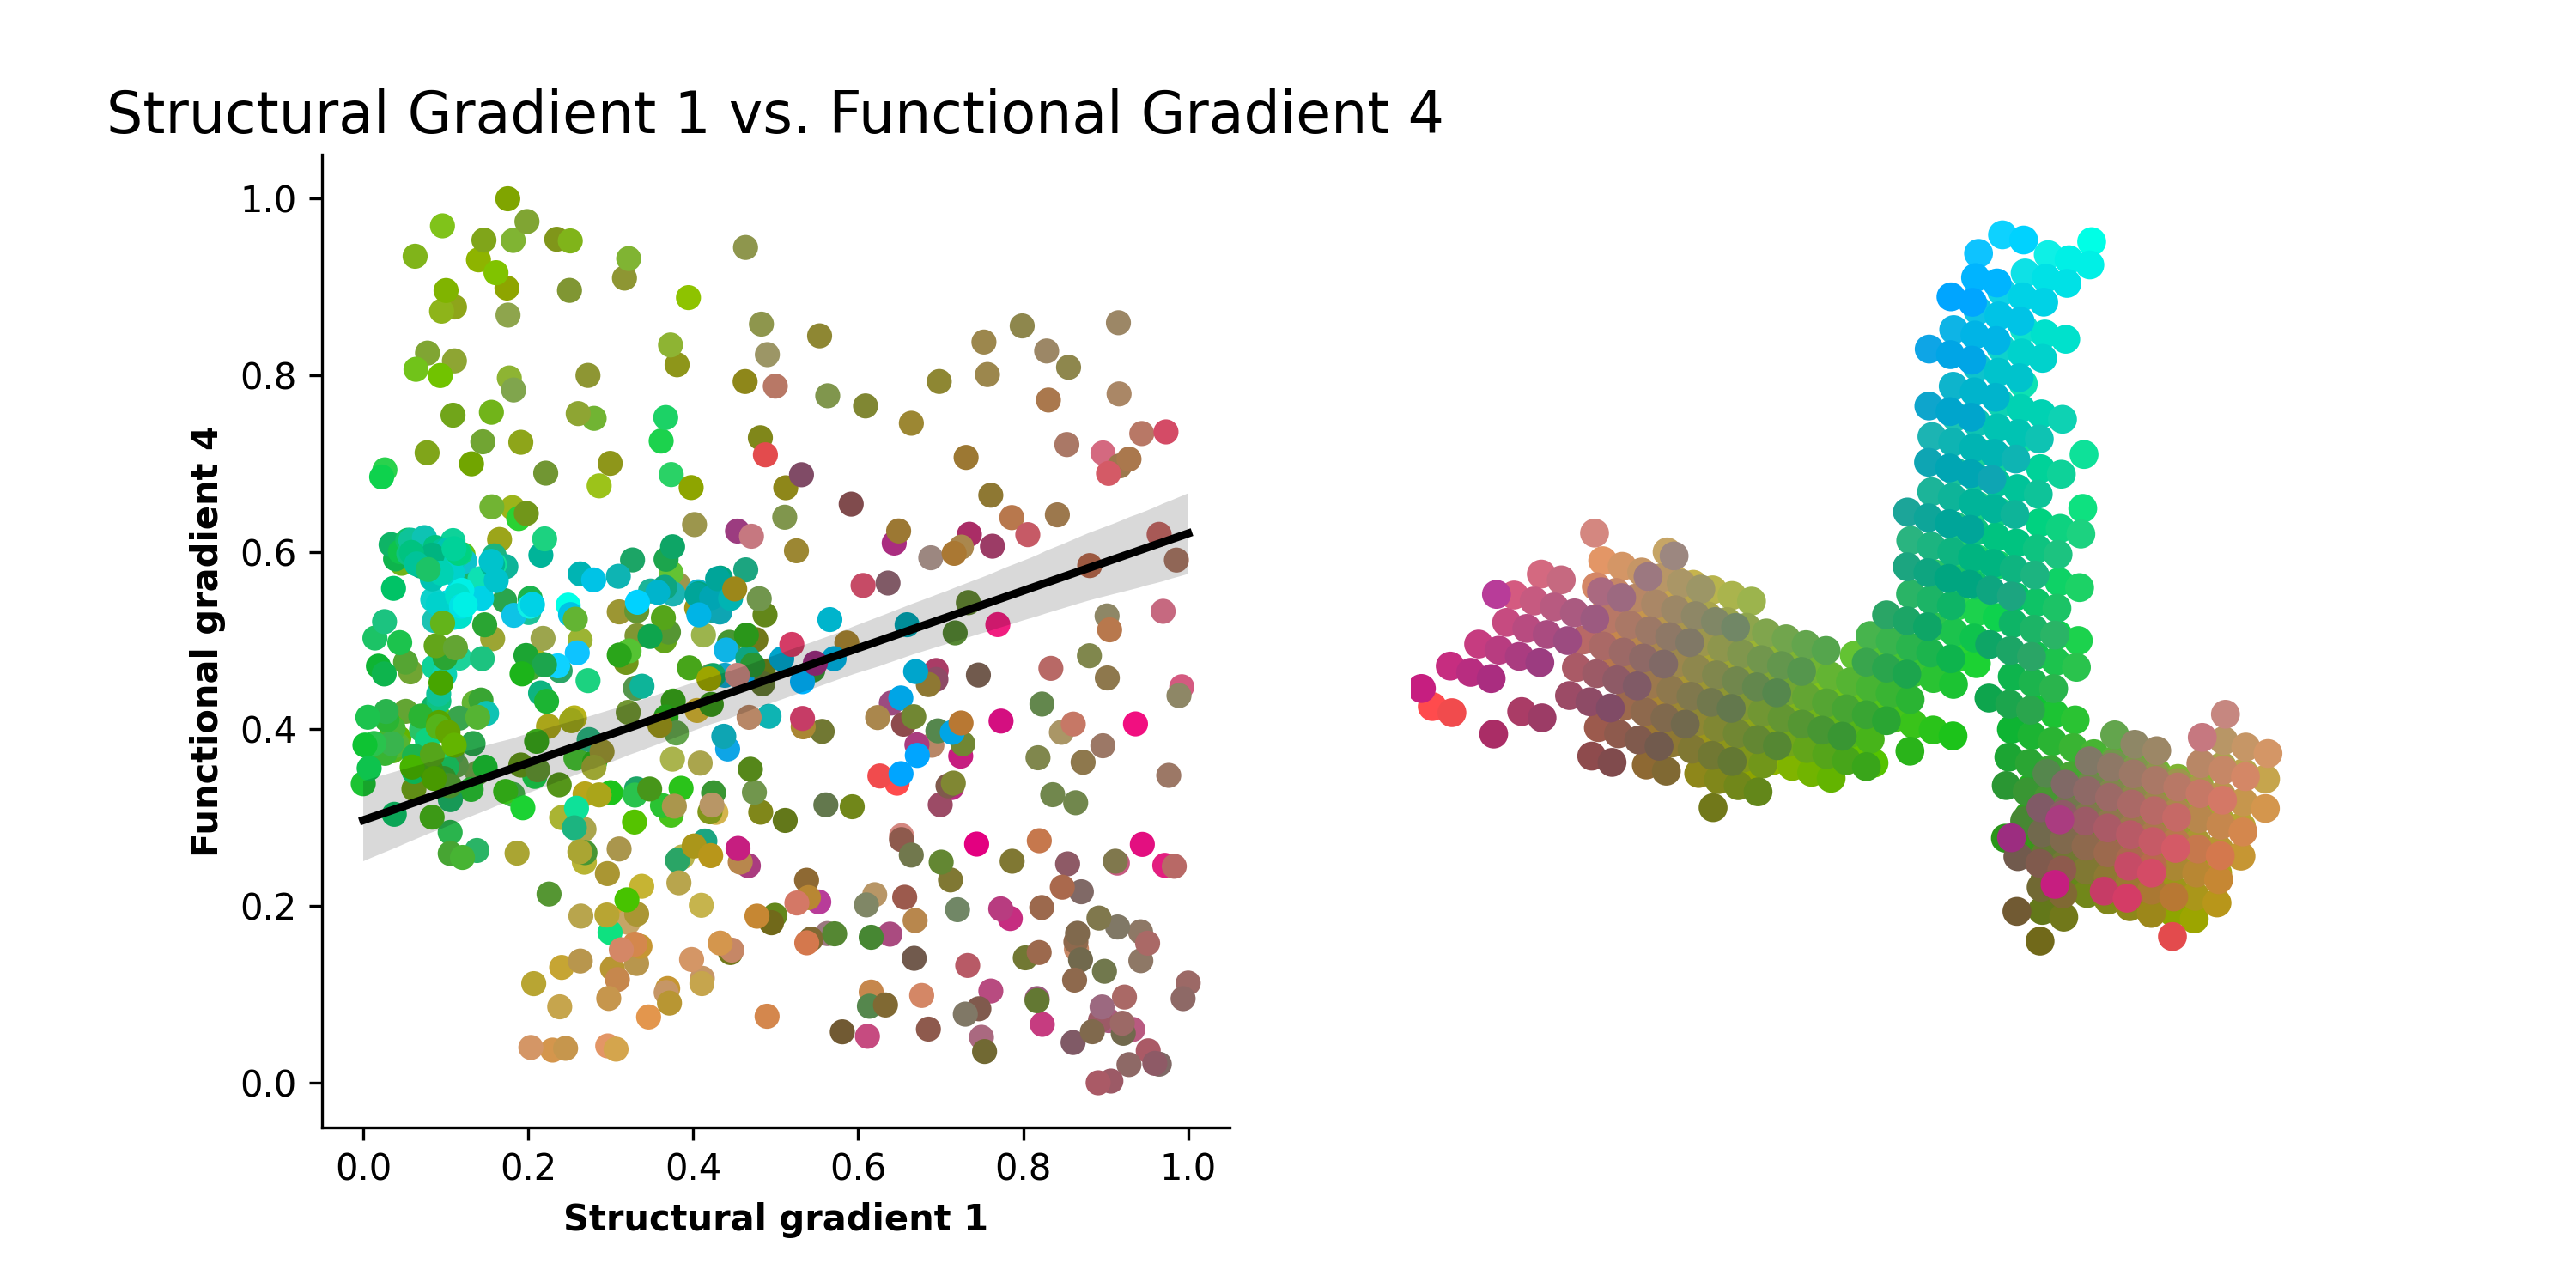 Structural Gradient 1 vs. Functional Gradient 4
1.0
0.8
0.6
0.4
0.2
0.0
Functional gradient 4
0.0 0.2 0.4 0.6 0.8 1.0
Structural gradient 1